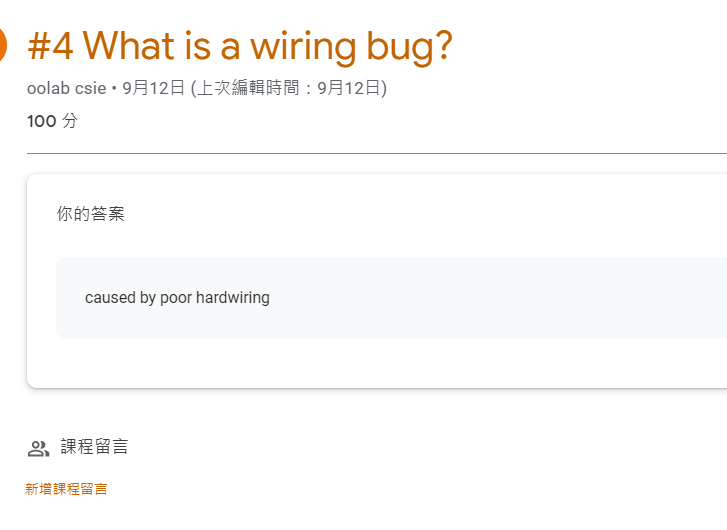 #4 What is a wiring bug?
oolab csie • 9月12日 (上次編輯時間：9月12日)
100 分
你的答案
caused by poor hardwiring
課程留言
新增課程留言